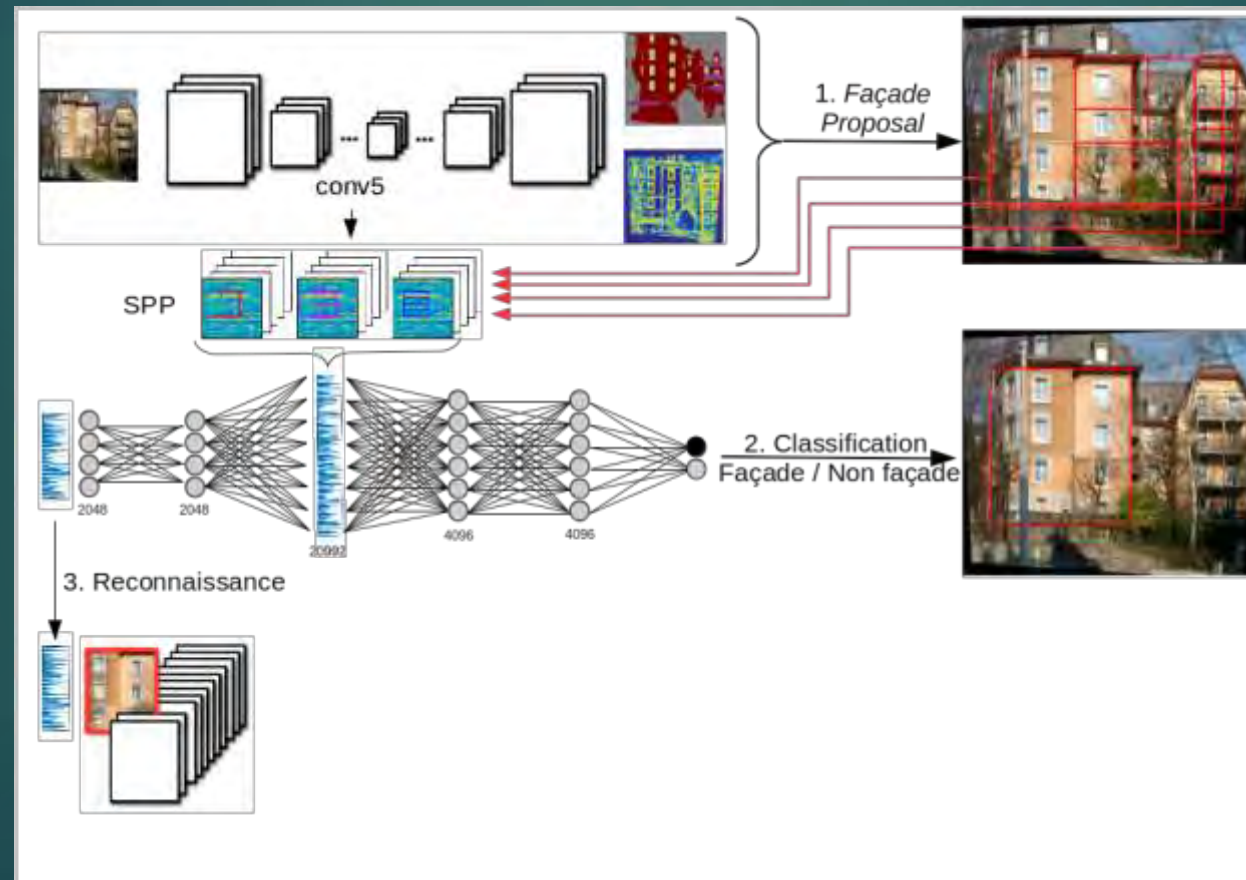 1. Façade
Proposal
conv5
SPP
2048
2048
20992
4096
4096
2. Classification
Façade / Non façade
3. Reconnaissance